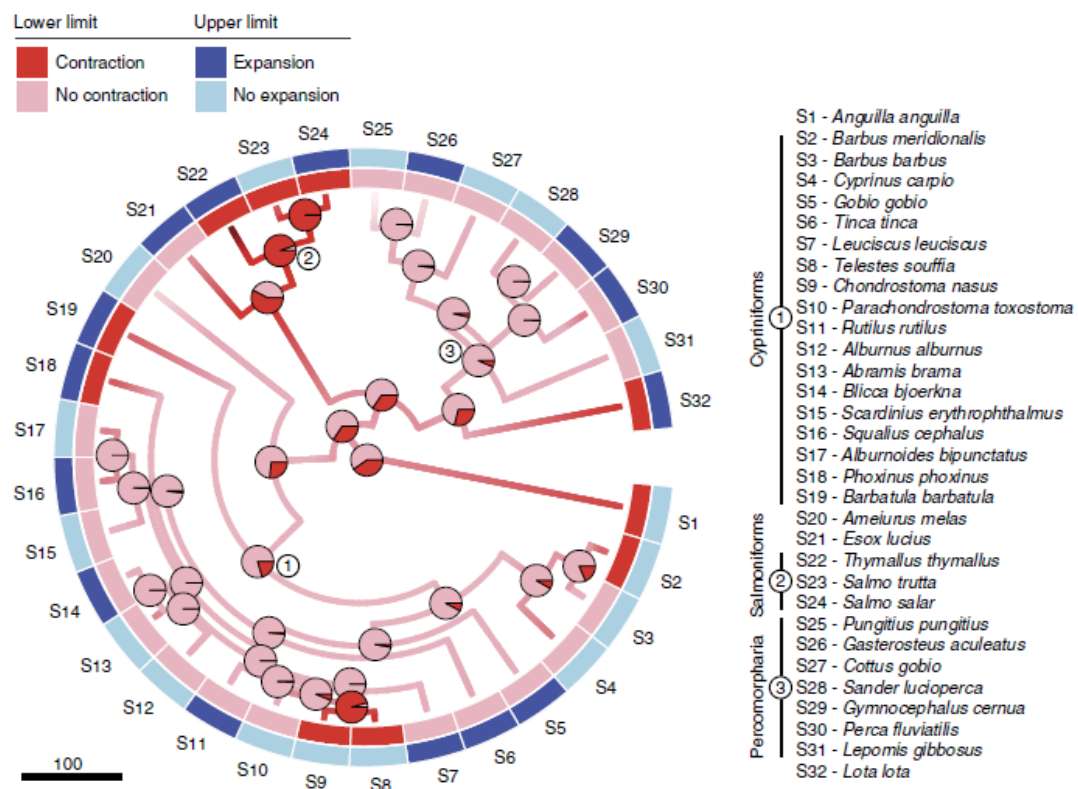 Lower limit
Upper limit
Contraction
Expansion
No contraction
No expansion
S1
S2
S3
S4
S5
S6
S7
S8
S9
S10
S11
S12
S13
S14
S15
S16
S17
S18
S19
S20
S21
S22
S23
S24
S25
S26
S27
S28
S29
S30
S31
S32
1
2
3
100
S1 - Anguilla anguilla
S2 - Barbus meridionalis
S3 - Barbus barbus
S4 - Cyprinus carpio
S5 - Gobio gobio
S6 - Tinca tinca
S7 - Leuciscus leuciscus
S8 - Telestes souffia
S9 - Chondrostoma nasus
S10 - Parachondrostoma toxostoma
S11 - Rutilus rutilus
S12 - Alburnus alburnus
S13 - Abramis brama
S14 - Blicca bjoerkna
S15 - Scardinius erythrophthalmus
S16 - Squalius cephalus
S17 - Alburnoides bipunctatus
S18 - Phoxinus phoxinus
S19 - Barbatula barbatula
S20 - Ameiurus melas
S21 - Esox lucius
S22 - Thymallus thymallus
S23 - Salmo trutta
S24 - Salmo salar
S25 - Pungitius pungitius
S26 - Gasterosteus aculeatus
S27 - Cottus gobio
S28 - Sander lucioperca
S29 - Gymnocephalus cernua
S30 - Perca fluviatilis
S31 - Lepomis gibbosus
S32 - Lota lota
Cypriniforms
1
Salmoniforms
2
Percomorpharia
3